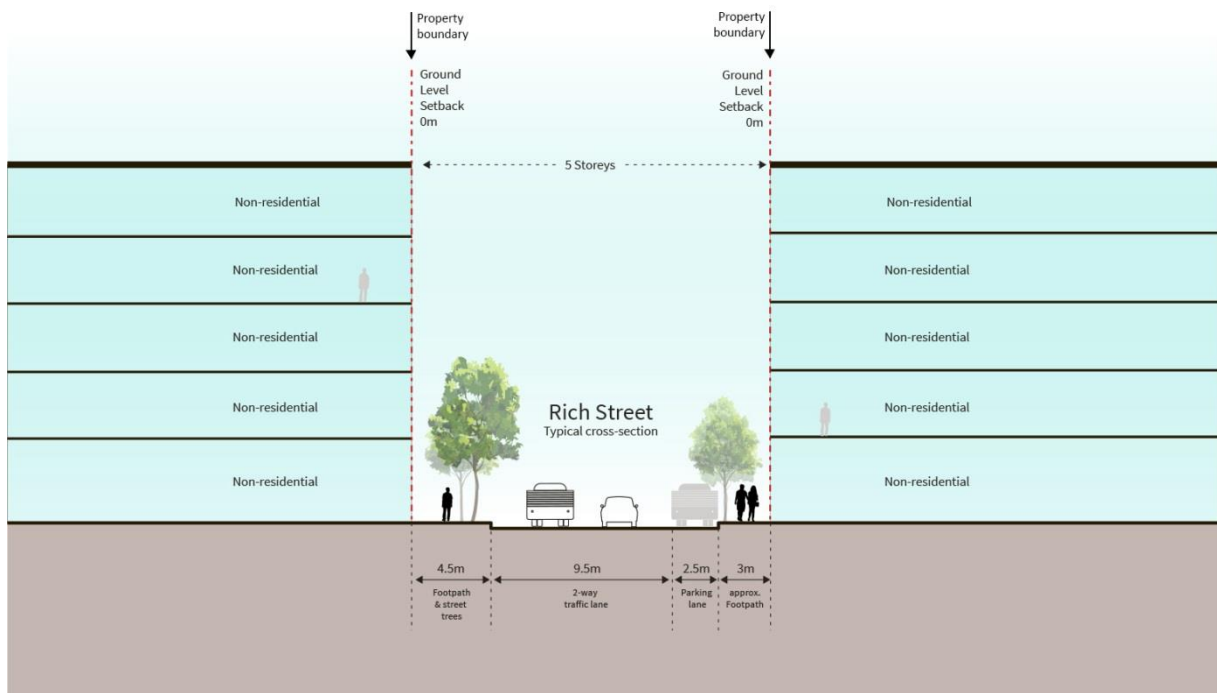 Property
boundary
Property
boundary
Ground
Level
Setback
0m
Ground
Level
Setback
0m
5 Storeys
Non-residential
Non-residential
Non-residential
Non-residential
Non-residential
Non-residential
Non-residential
Non-residential
Non-residential
Non-residential
Rich Street
Typical cross-section
4.5m
Footpath
& street
trees
9.5m
2-way
traffic lane
2.5m
Parking
lane
3m
approx.
Footpath